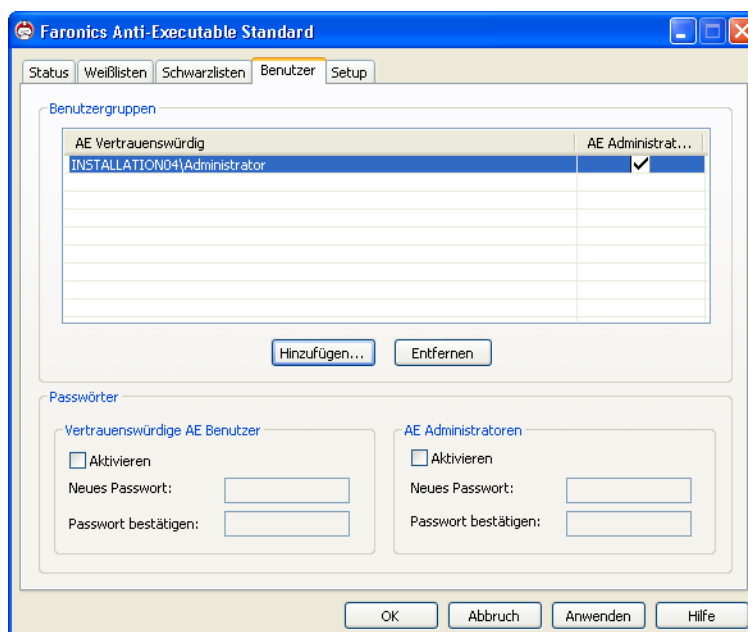 Faronics Anti-Executable Standard
Status Weißlisten Schwarzlisten Benutzer Setup
Benutzergruppen
AE Vertrauenswürdig AE Administrat...
INSTALLATION04\Administrator
Hinzufügen... Entfernen
Passwörter
Vertrauenswürdige AE Benutzer AE Administratoren
Aktivieren Aktivieren
Neues Passwort: Neues Passwort:
Passwort bestätigen: Passwort bestätigen:
OK Abbruch Anwenden Hilfe